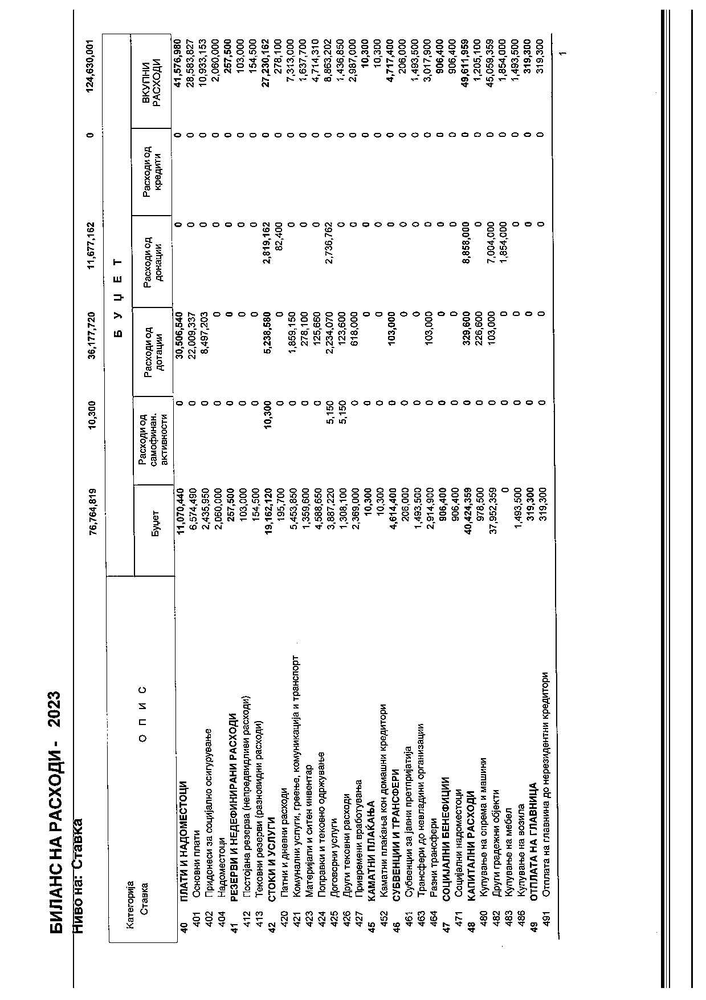 БИЛАНС НА РАСХОДИ - 2023
Ниво на: Ставка
76,764,819 10,300 36,177,720 11,677,162 0 124,630,001
Категорија Ставка О П И С Б У Џ Е Т
Буџет Расходи од самофинан. активности Расходи од дотации Расходи од донации Расходи од кредити ВКУПНИ РАСХОДИ
40 ПЛАТИ И НАДОМЕСТОЦИ 11,070,440 0 30,506,540 0 0 41,576,980
401 Основни плати 6,574,490 0 22,009,337 0 0 28,583,827
402 Придонеси за социјално осигурување 2,435,950 0 8,497,203 0 0 10,933,153
404 Надоместоци 2,060,000 0 0 0 0 2,060,000
41 РЕЗЕРВИ И НЕДЕФИНИРАНИ РАСХОДИ 257,500 0 0 0 0 257,500
412 Постојана резерва (непредвидливи расходи) 103,000 0 0 0 0 103,000
413 Тековни резерви (разновидни расходи) 154,500 0 0 0 0 154,500
42 СТОКИ И УСЛУГИ 19,162,120 10,300 5,238,580 2,819,162 0 27,230,162
420 Патни и дневни расходи 195,700 0 0 82,400 0 278,100
421 Комунални услуги, греење, комуникација и транспорт 5,453,850 0 1,859,150 0 0 7,313,000
423 Материјали и ситен инвентар 1,359,600 0 278,100 0 0 1,637,700
424 Поправки и тековно одржување 4,588,650 0 125,660 0 0 4,714,310
425 Договорни услуги 3,887,220 5,150 2,234,070 2,736,762 0 8,863,202
426 Други тековни расходи 1,308,100 5,150 123,600 0 0 1,436,850
427 Привремени вработувања 2,369,000 0 618,000 0 0 2,987,000
45 КАМАТНИ ПЛАЌАЊА 10,300 0 0 0 0 10,300
452 Каматни плаќања кон домашни кредитори 10,300 0 0 0 0 10,300
46 СУБВЕНЦИИ И ТРАНСФЕРИ 4,614,400 0 103,000 0 0 4,717,400
461 Субвенции за јавни претпријатија 206,000 0 0 0 0 206,000
463 Трансфери до невладини организации 1,493,500 0 0 0 0 1,493,500
464 Разни трансфери 2,914,900 0 103,000 0 0 3,017,900
47 СОЦИЈАЛНИ БЕНЕФИЦИИ 906,400 0 0 0 0 906,400
471 Социјални надоместоци 906,400 0 0 0 0 906,400
48 КАПИТАЛНИ РАСХОДИ 40,424,359 0 329,600 8,858,000 0 49,611,959
480 Купување на опрема и машини 978,500 0 226,600 0 0 1,205,100
482 Други градежни објекти 37,952,359 0 103,000 7,004,000 0 45,059,359
483 Купување на мебел 0 0 0 1,854,000 0 1,854,000
486 Купување на возила 1,493,500 0 0 0 0 1,493,500
49 ОТПЛАТА НА ГЛАВНИЦА 319,300 0 0 0 0 319,300
491 Отплата на главнина до нерезидентни кредитори 319,300 0 0 0 0 319,300
1